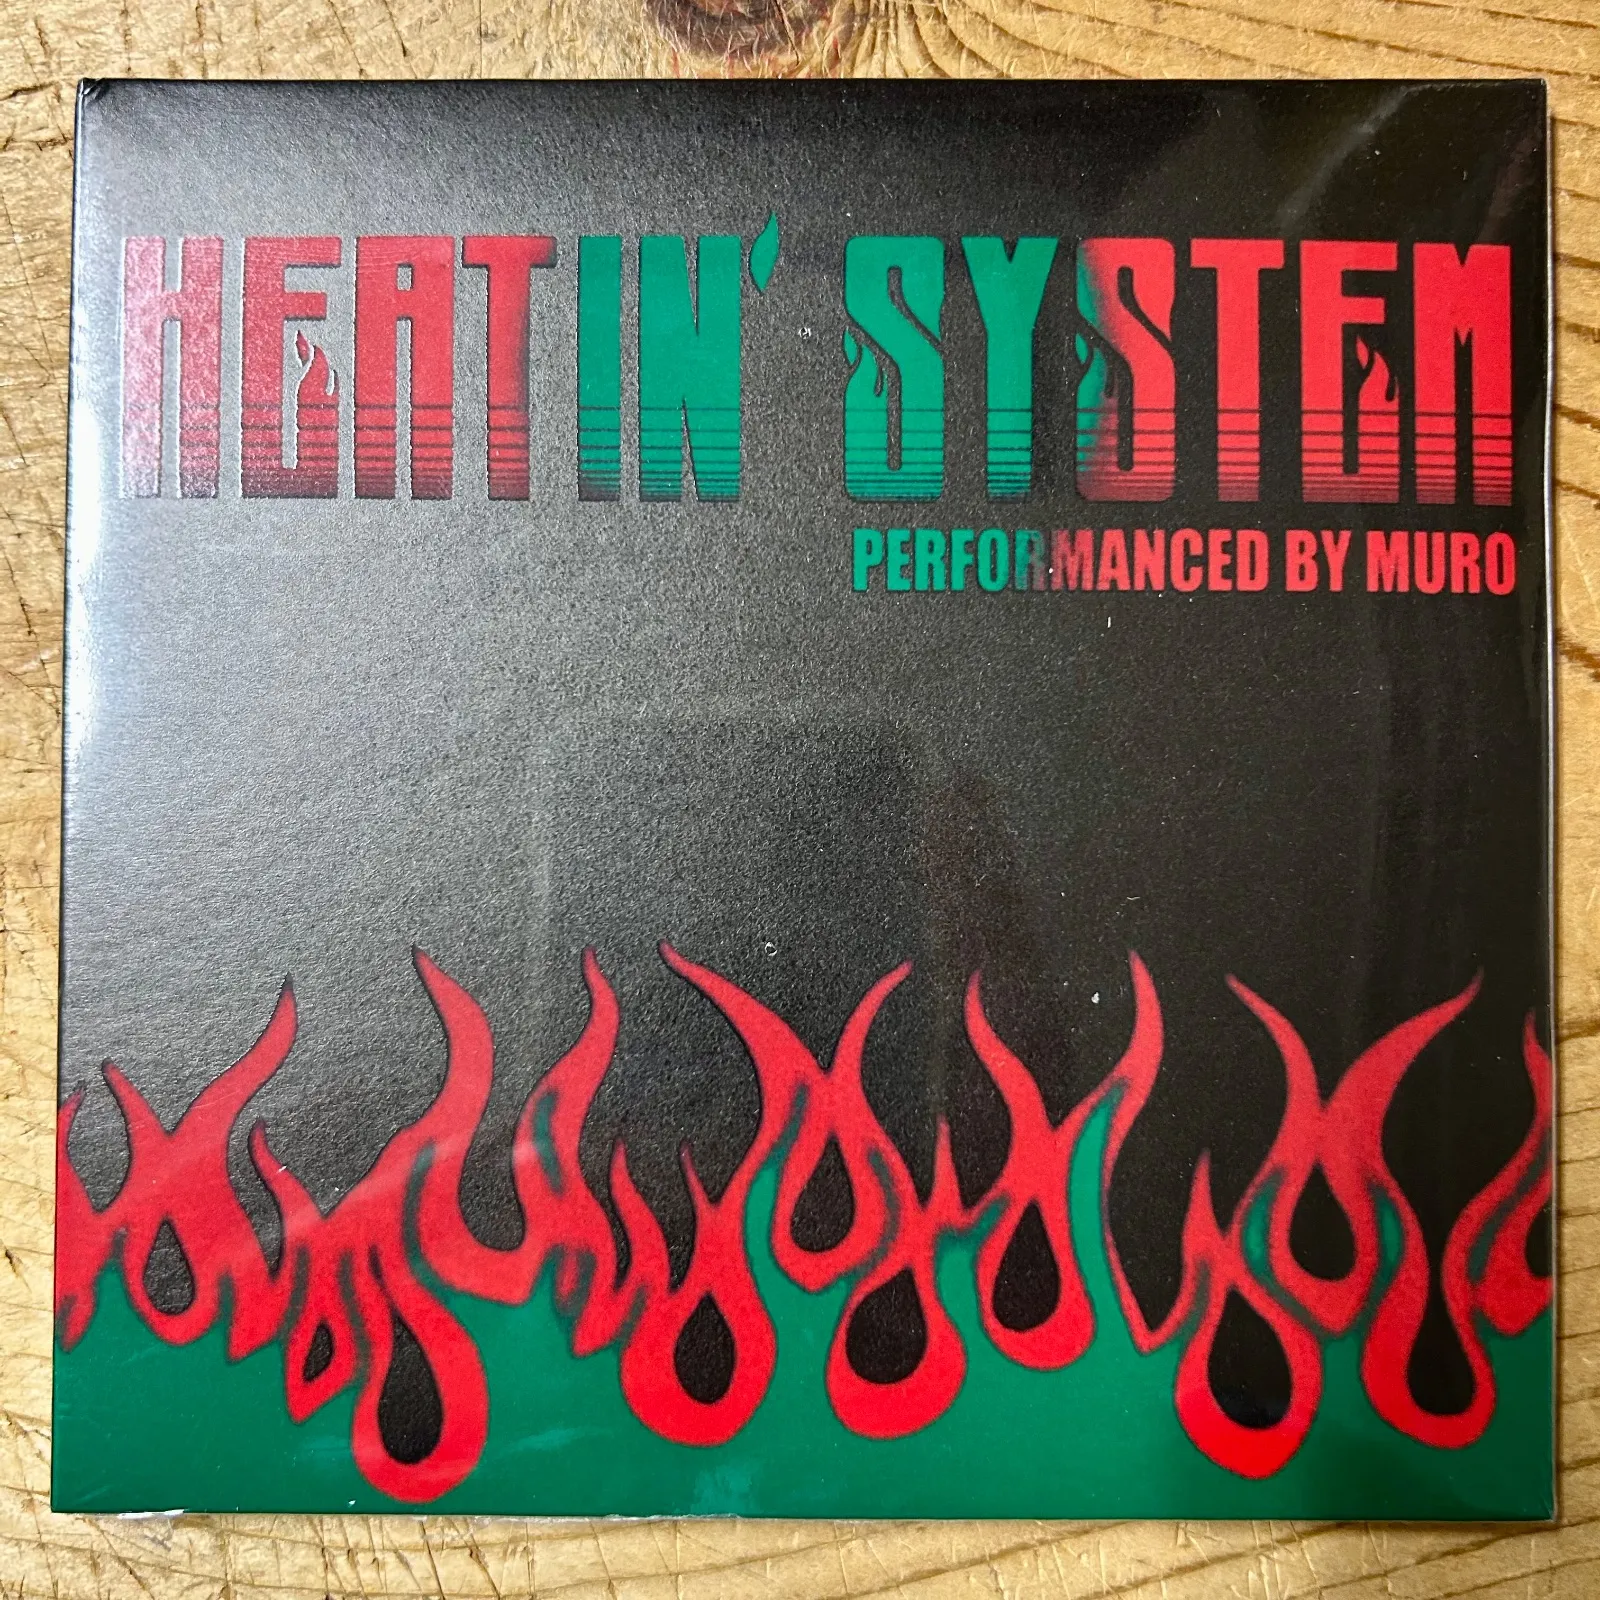 HEATIN' SYSTEM
PERFORMANCED BY MURO